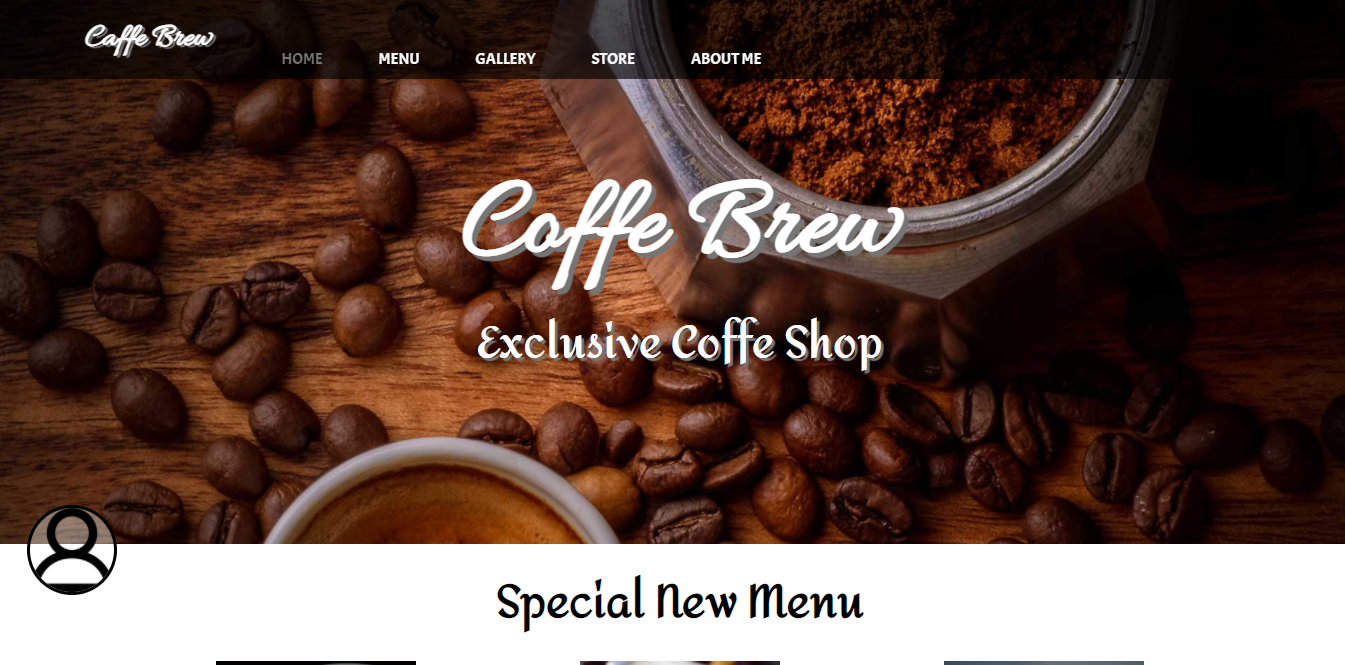 Caffe Brew
HOME MENU GALLERY STORE ABOUT ME
Coffe Brew
Exclusive Coffe Shop
Special New Menu